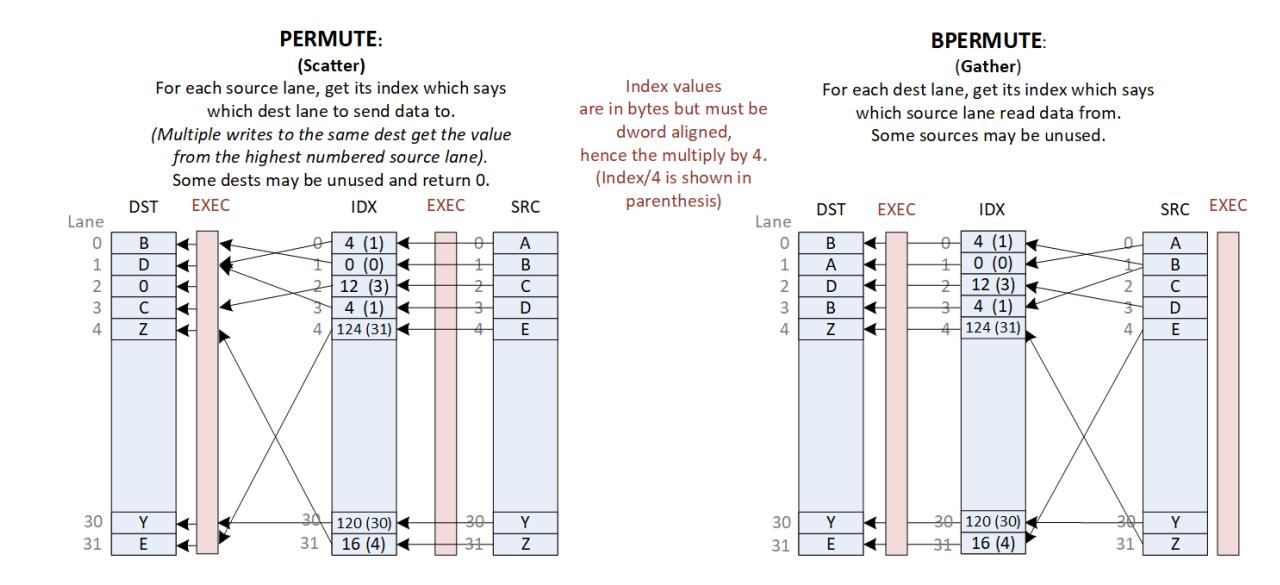 PERMUTE:
(Scatter)
For each source lane, get its index which says
which dest lane to send data to.
(Multiple writes to the same dest get the value
from the highest numbered source lane).
Some dests may be unused and return 0.
Index values
are in bytes but must be
dword aligned,
hence the multiply by 4.
(Index/4 is shown in
parenthesis)
BPERMUTE:
(Gather)
For each dest lane, get its index which says
which source lane read data from.
Some sources may be unused.
Lane DST EXEC IDX EXEC SRC
0 B 0 4 (1) 0 A
1 D 1 0 (0) 1 B
2 0 2 12 (3) 2 C
3 C 3 4 (1) 3 D
4 Z 4 124 (31) 4 E
30 Y 30 120 (30) 30 Y
31 E 31 16 (4) 31 Z
Lane DST EXEC IDX SRC EXEC
0 B 0 4 (1) 0 A
1 A 1 0 (0) 1 B
2 D 2 12 (3) 2 C
3 B 3 4 (1) 3 D
4 Z 4 124 (31) 4 E
30 Y 30 120 (30) 30 Y
31 E 31 16 (4) 31 Z